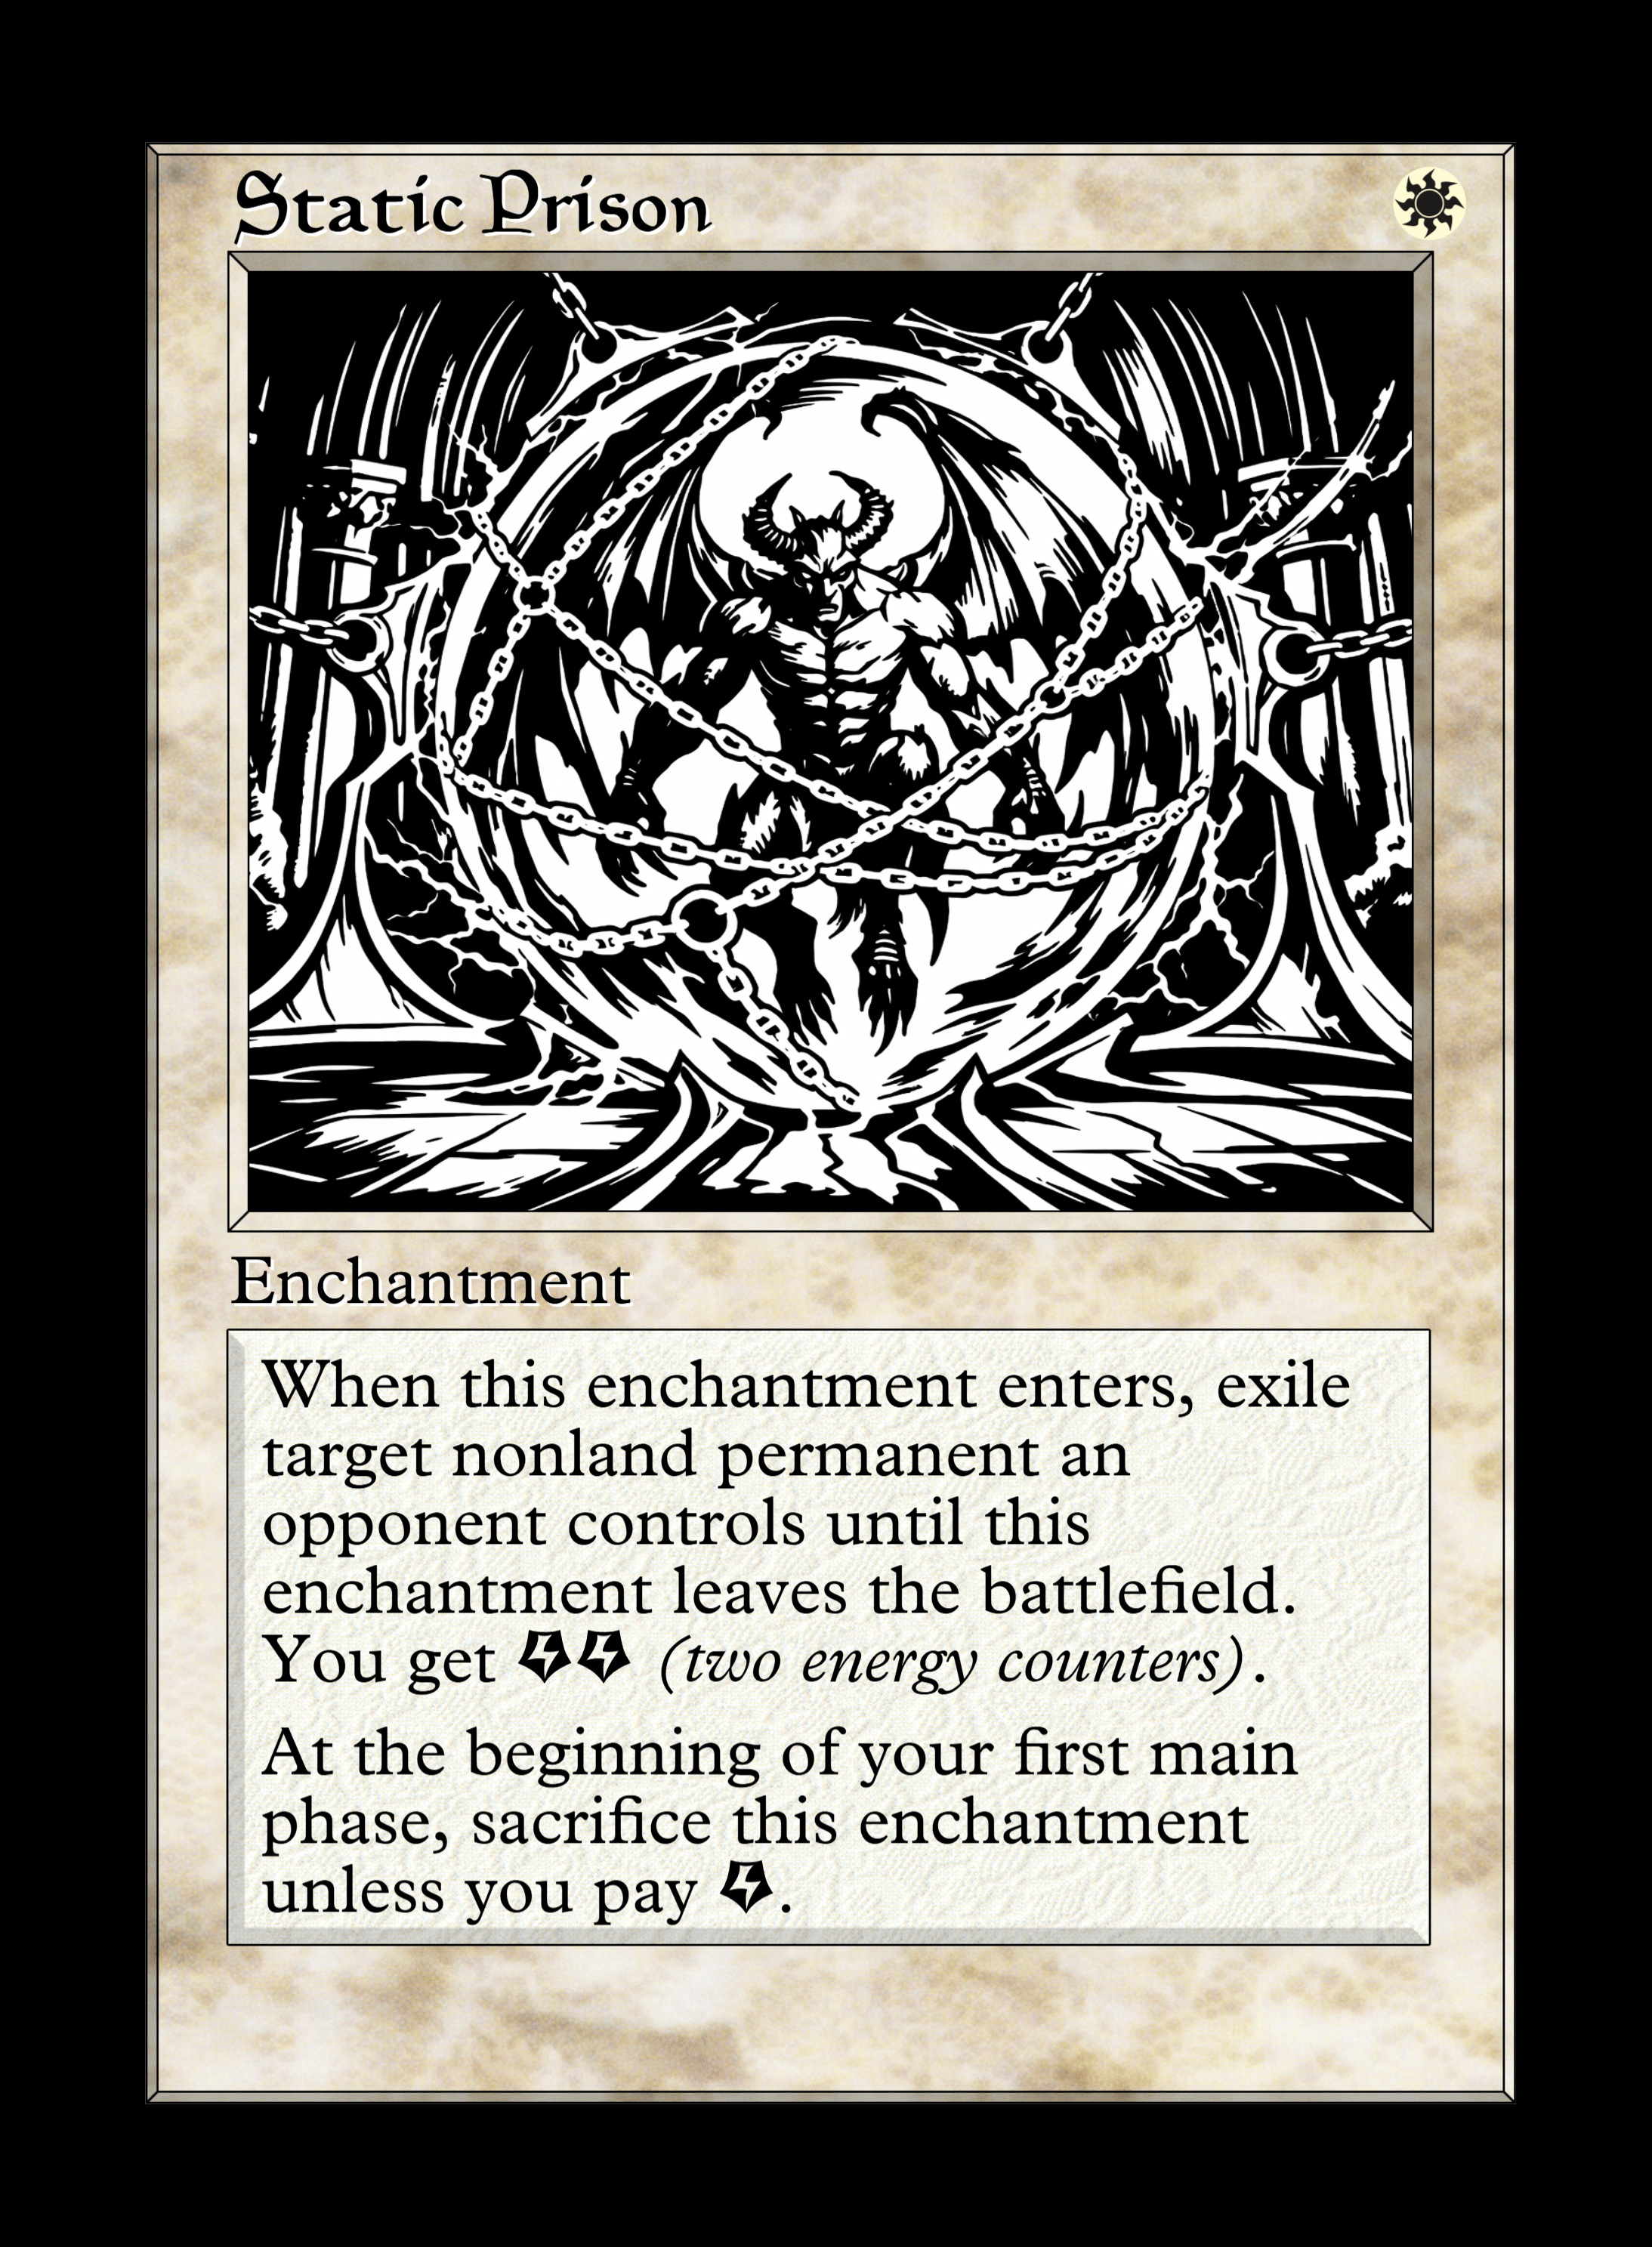 Static Prison
Enchantment
When this enchantment enters, exile
target nonland permanent an
opponent controls until this
enchantment leaves the battlefield.
You get (two energy counters).
At the beginning of your first main
phase, sacrifice this enchantment
unless you pay .